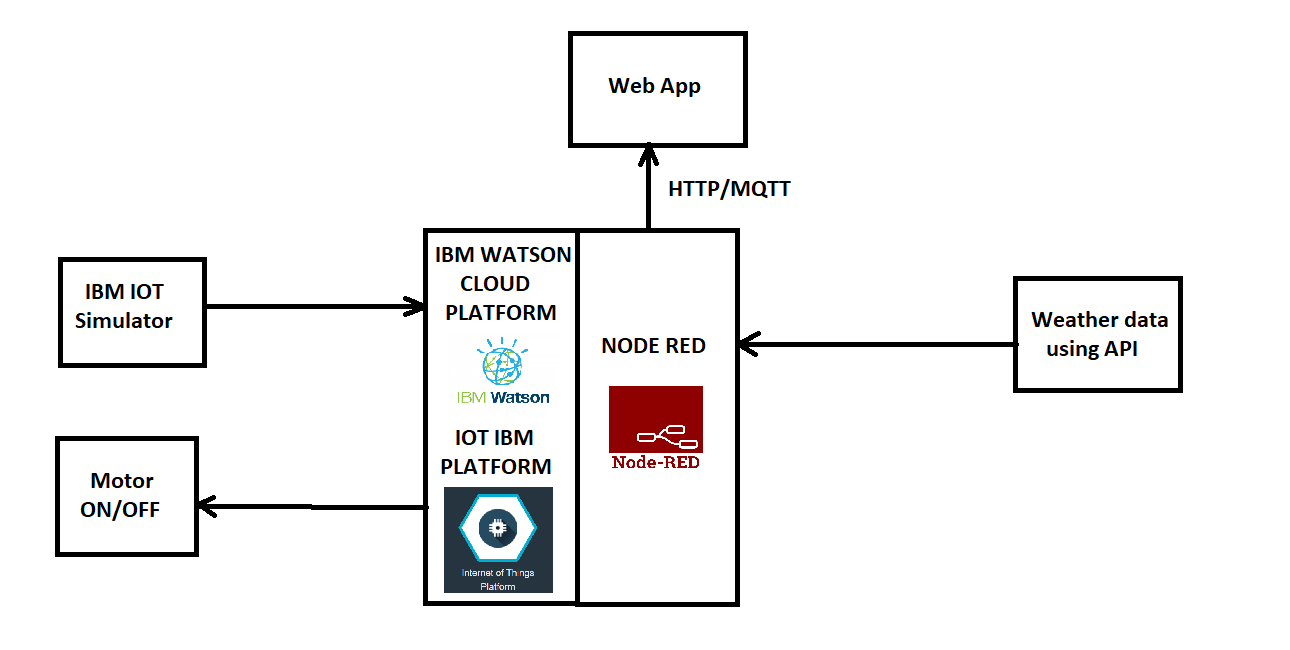 Web App
HTTP/MQTT
IBM IOT
Simulator
IBM WATSON
CLOUD
PLATFORM
IBM Watson
IOT IBM
PLATFORM
Internet of Things
Platform
NODE RED
Node-RED
Weather data
using API
Motor
ON/OFF